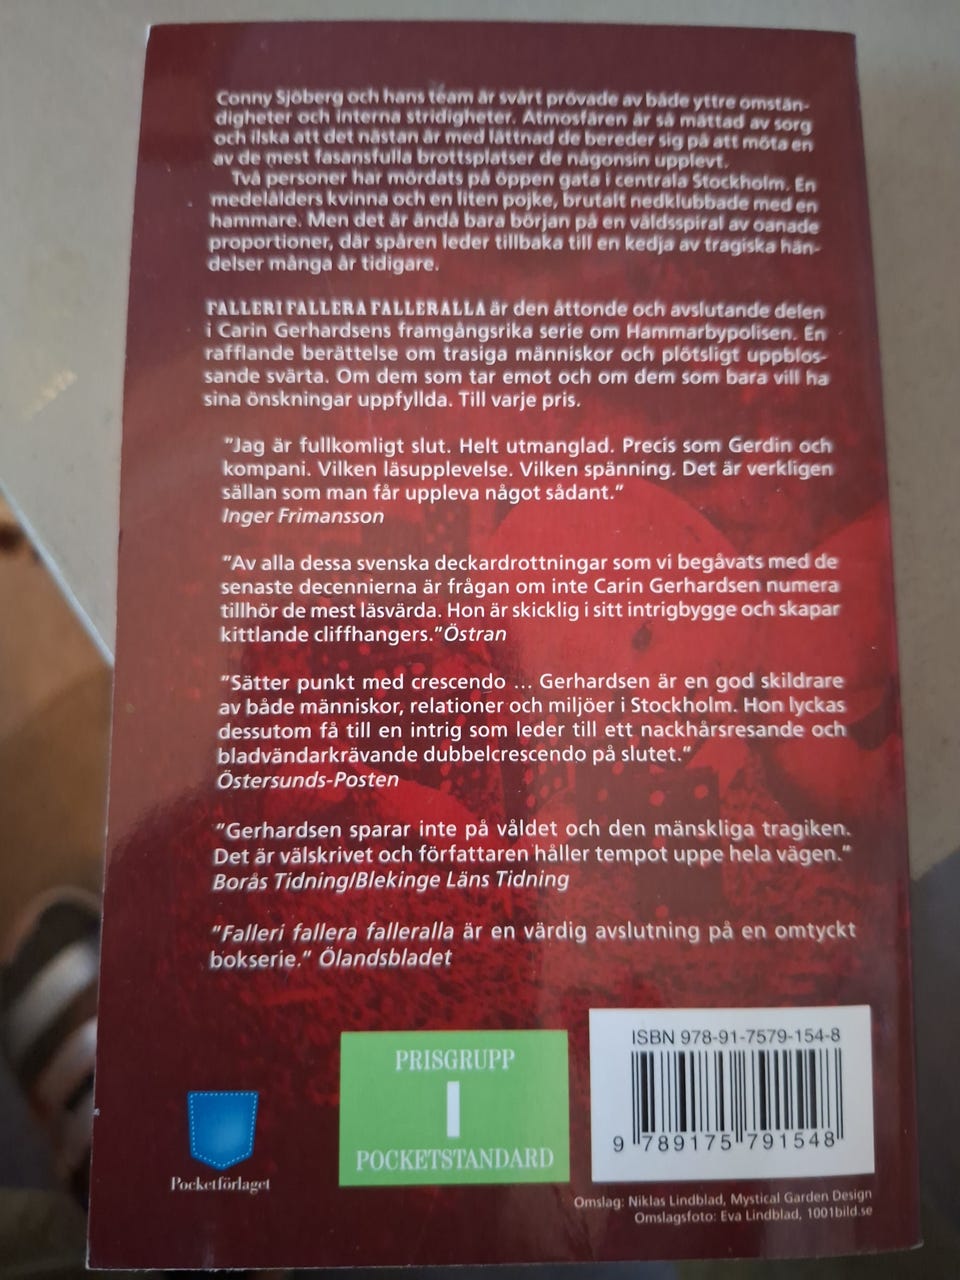 Conny Sjöberg och hans team är svårt prövade av både yttre omstän-
digheter och interna stridigheter. Atmosfären är så mättad av sorg
och ilska att det nästan är med lättnad de bereder sig på att möta en
av de mest fasansfulla brottsplatser de någonsin upplevt.
Två personer har mördats på öppen gata i centrala Stockholm. En
medelålders kvinna och en liten pojke, brutalt nedklubbade med en
hammare. Men det är ändå bara början på en våldsspiral av oanade
proportioner, där spåren leder tillbaka till en kedja av tragiska hän-
delser många år tidigare.
FALLERI FALLERA FALLERALLA är den åttonde och avslutande delen
i Carin Gerhardsens framgångsrika serie om Hammarbypolisen. En
rafflande berättelse om trasiga människor och plötsligt uppblos-
sande svärta. Om dem som tar emot och om dem som bara vill ha
sina önskningar uppfyllda. Till varje pris.
”Jag är fullkomligt slut. Helt utmanglad. Precis som Gerdin och
kompani. Vilken läsupplevelse. Vilken spänning. Det är verkligen
sällan som man får uppleva något sådant.”
Inger Frimansson
”Av alla dessa svenska deckardrottningar som vi begåvats med de
senaste decennierna är frågan om inte Carin Gerhardsen numera
tillhör de mest läsvärda. Hon är skicklig i sitt intrigbygge och skapar
kittlande cliffhangers.”Östran
”Sätter punkt med crescendo ... Gerhardsen är en god skildrare
av både människor, relationer och miljöer i Stockholm. Hon lyckas
dessutom få till en intrig som leder till ett nackhårsresande och
bladvändarkrävande dubbelcrescendo på slutet.”
Östersunds-Posten
”Gerhardsen sparar inte på våldet och den mänskliga tragiken.
Det är välskrivet och författaren håller tempot uppe hela vägen.”
Borås Tidning/Blekinge Läns Tidning
”Falleri fallera falleralla är en värdig avslutning på en omtyckt
bokserie.” Ölandsbladet
Pocketförlaget
PRISGRUPP
I
POCKETSTANDARD
ISBN 978-91-7579-154-8
9 789175 791548
Omslag: Niklas Lindblad, Mystical Garden Design
Omslagsfoto: Eva Lindblad, 1001bild.se